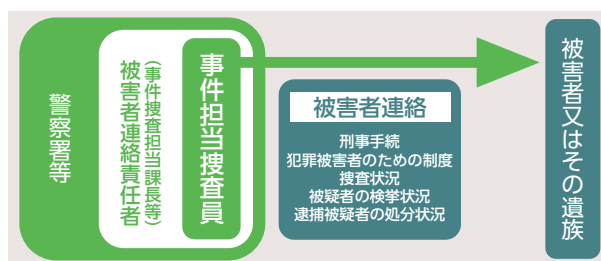 警察署等
被害者連絡責任者
（事件捜査担当課長等）
事件担当捜査員
被害者連絡
刑事手続
犯罪被害者のための制度
捜査状況
被疑者の検挙状況
逮捕被疑者の処分状況
被害者又はその遺族